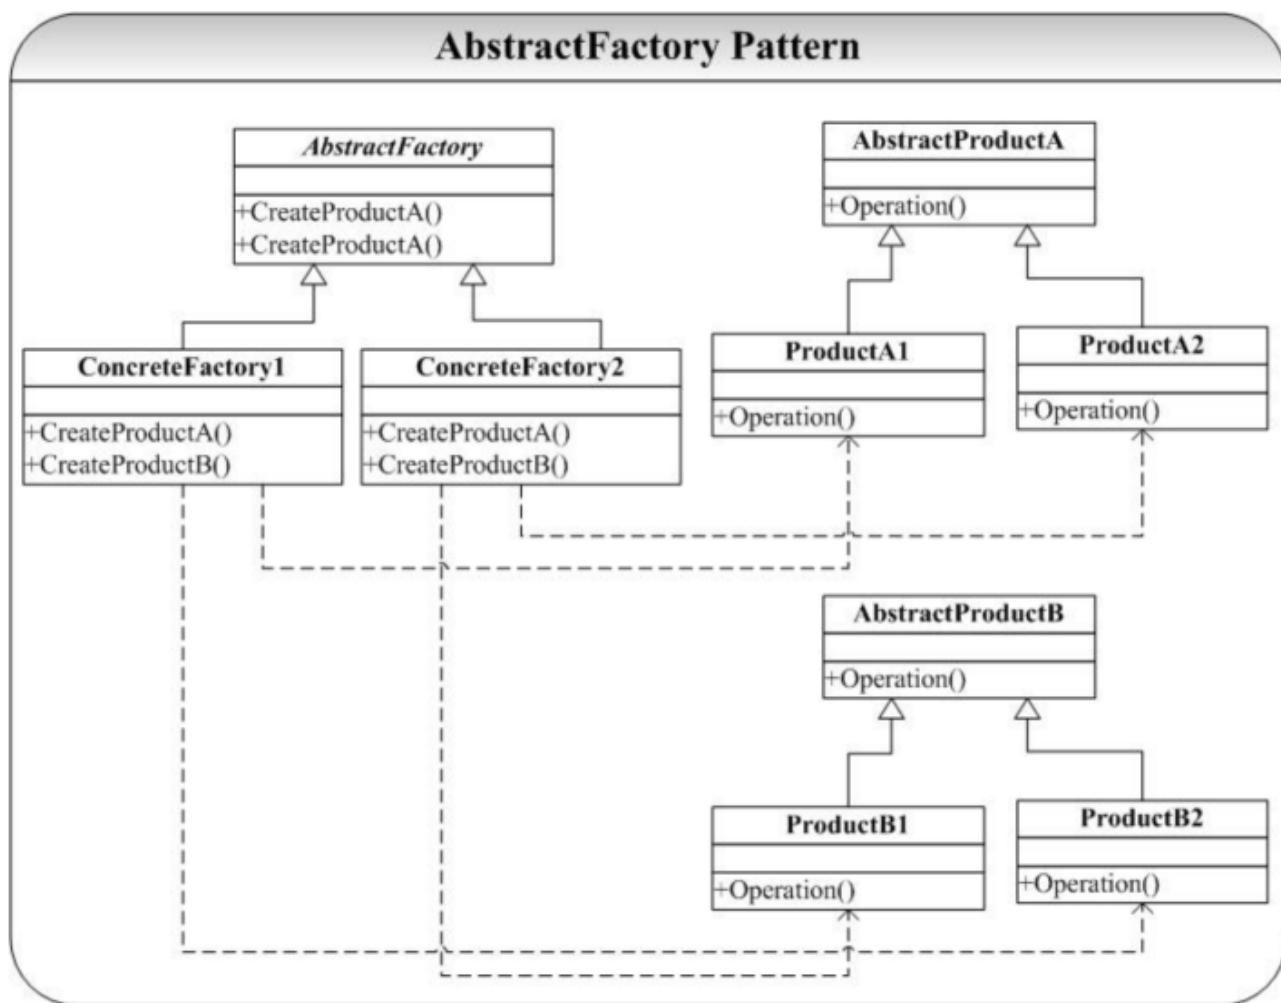 AbstractFactory Pattern
AbstractFactory
+CreateProductA()
+CreateProductA()
ConcreteFactory1
+CreateProductA()
+CreateProductB()
ConcreteFactory2
+CreateProductA()
+CreateProductB()
AbstractProductA
+Operation()
ProductA1
+Operation()
ProductA2
+Operation()
AbstractProductB
+Operation()
ProductB1
+Operation()
ProductB2
+Operation()